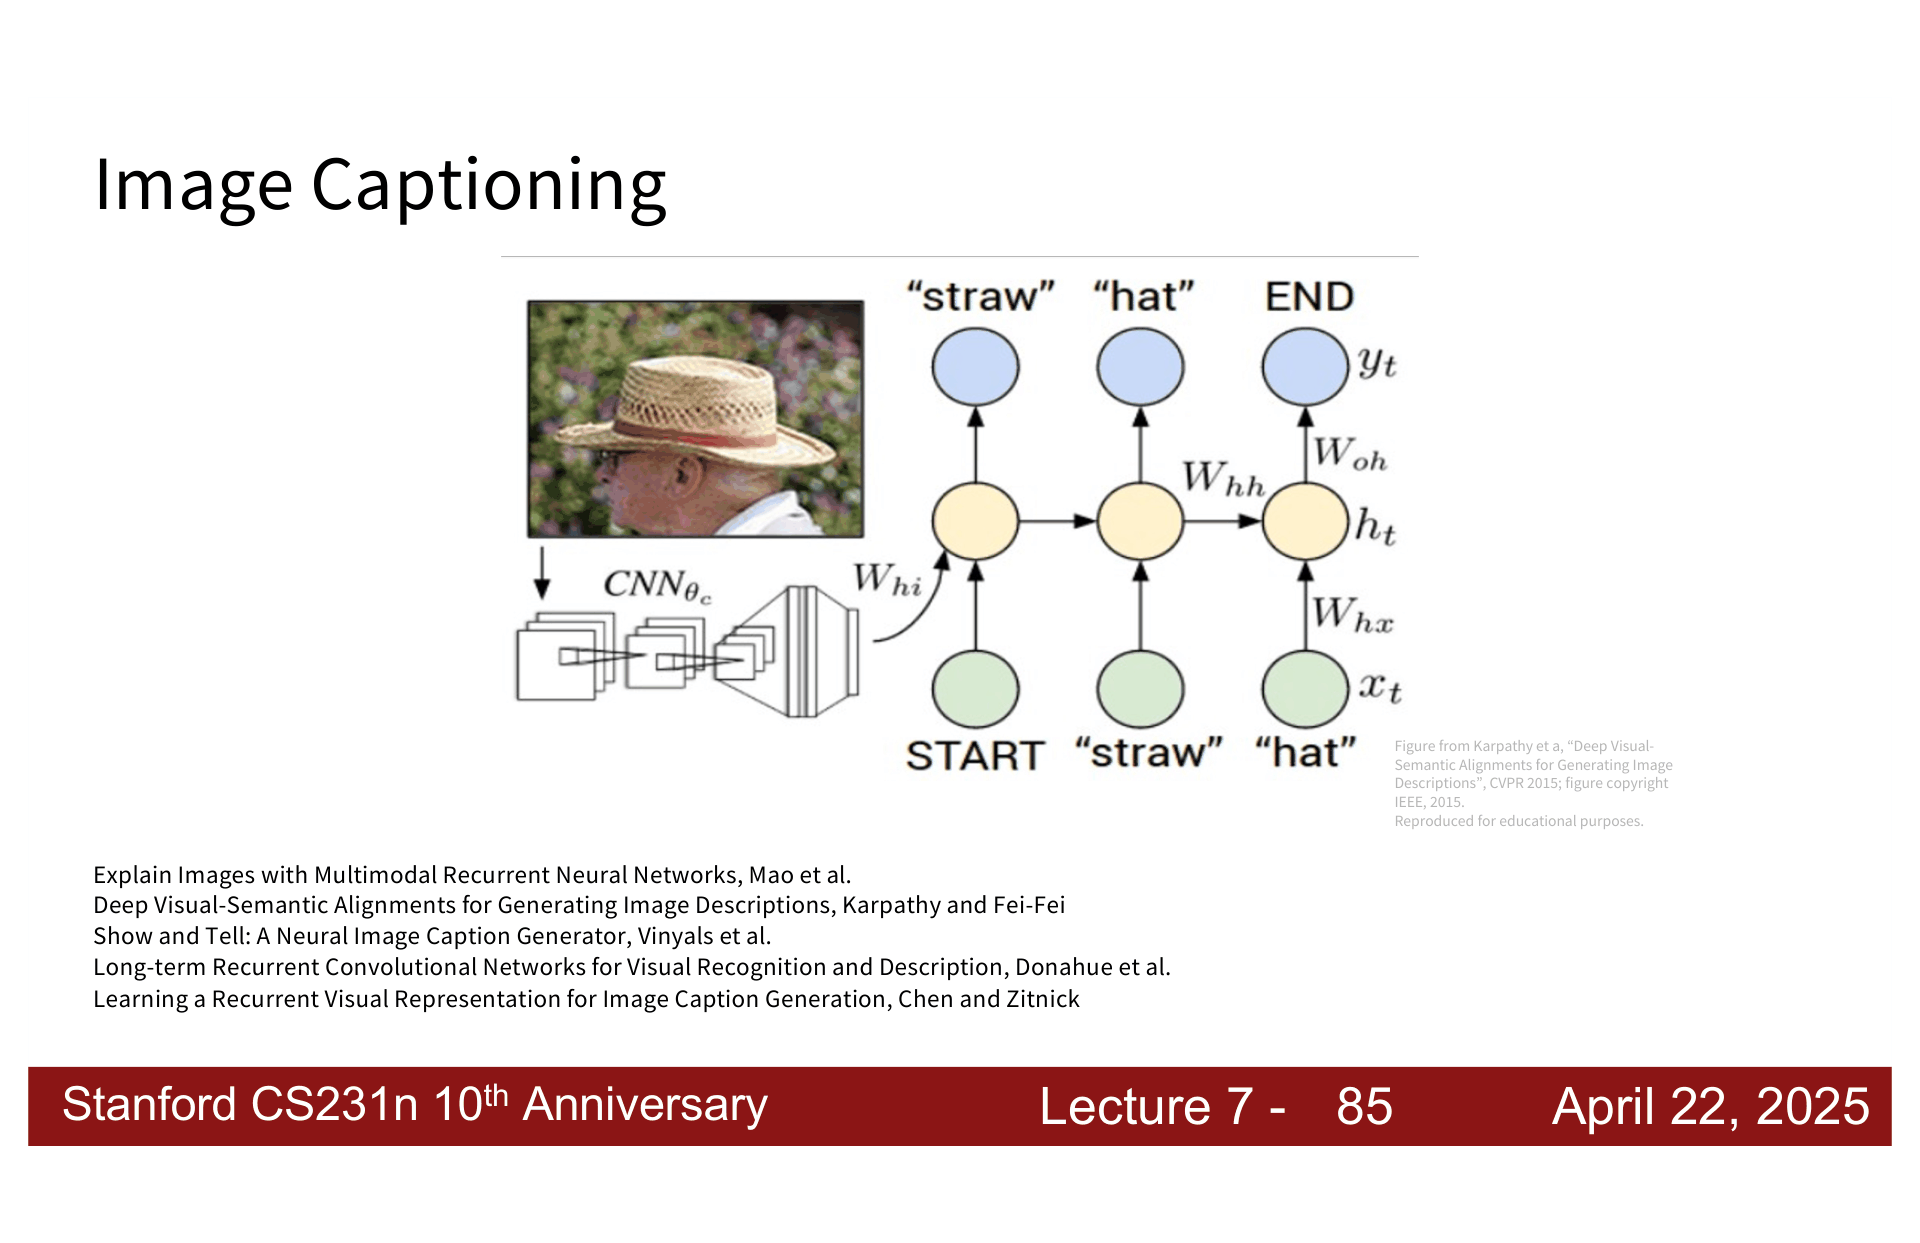 Image Captioning
“straw” “hat” END
y_t
W_oh
W_hh
h_t
CNN_θ_c
W_hi
W_hx
x_t
START “straw” “hat”
Figure from Karpathy et a, “Deep Visual-
Semantic Alignments for Generating Image
Descriptions”, CVPR 2015; figure copyright
IEEE, 2015.
Reproduced for educational purposes.
Explain Images with Multimodal Recurrent Neural Networks, Mao et al.
Deep Visual-Semantic Alignments for Generating Image Descriptions, Karpathy and Fei-Fei
Show and Tell: A Neural Image Caption Generator, Vinyals et al.
Long-term Recurrent Convolutional Networks for Visual Recognition and Description, Donahue et al.
Learning a Recurrent Visual Representation for Image Caption Generation, Chen and Zitnick
Stanford CS231n 10th Anniversary Lecture 7 - 85 April 22, 2025